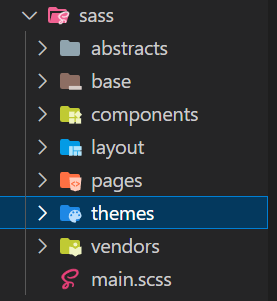 sass
abstracts
base
components
layout
pages
themes
vendors
main.scss